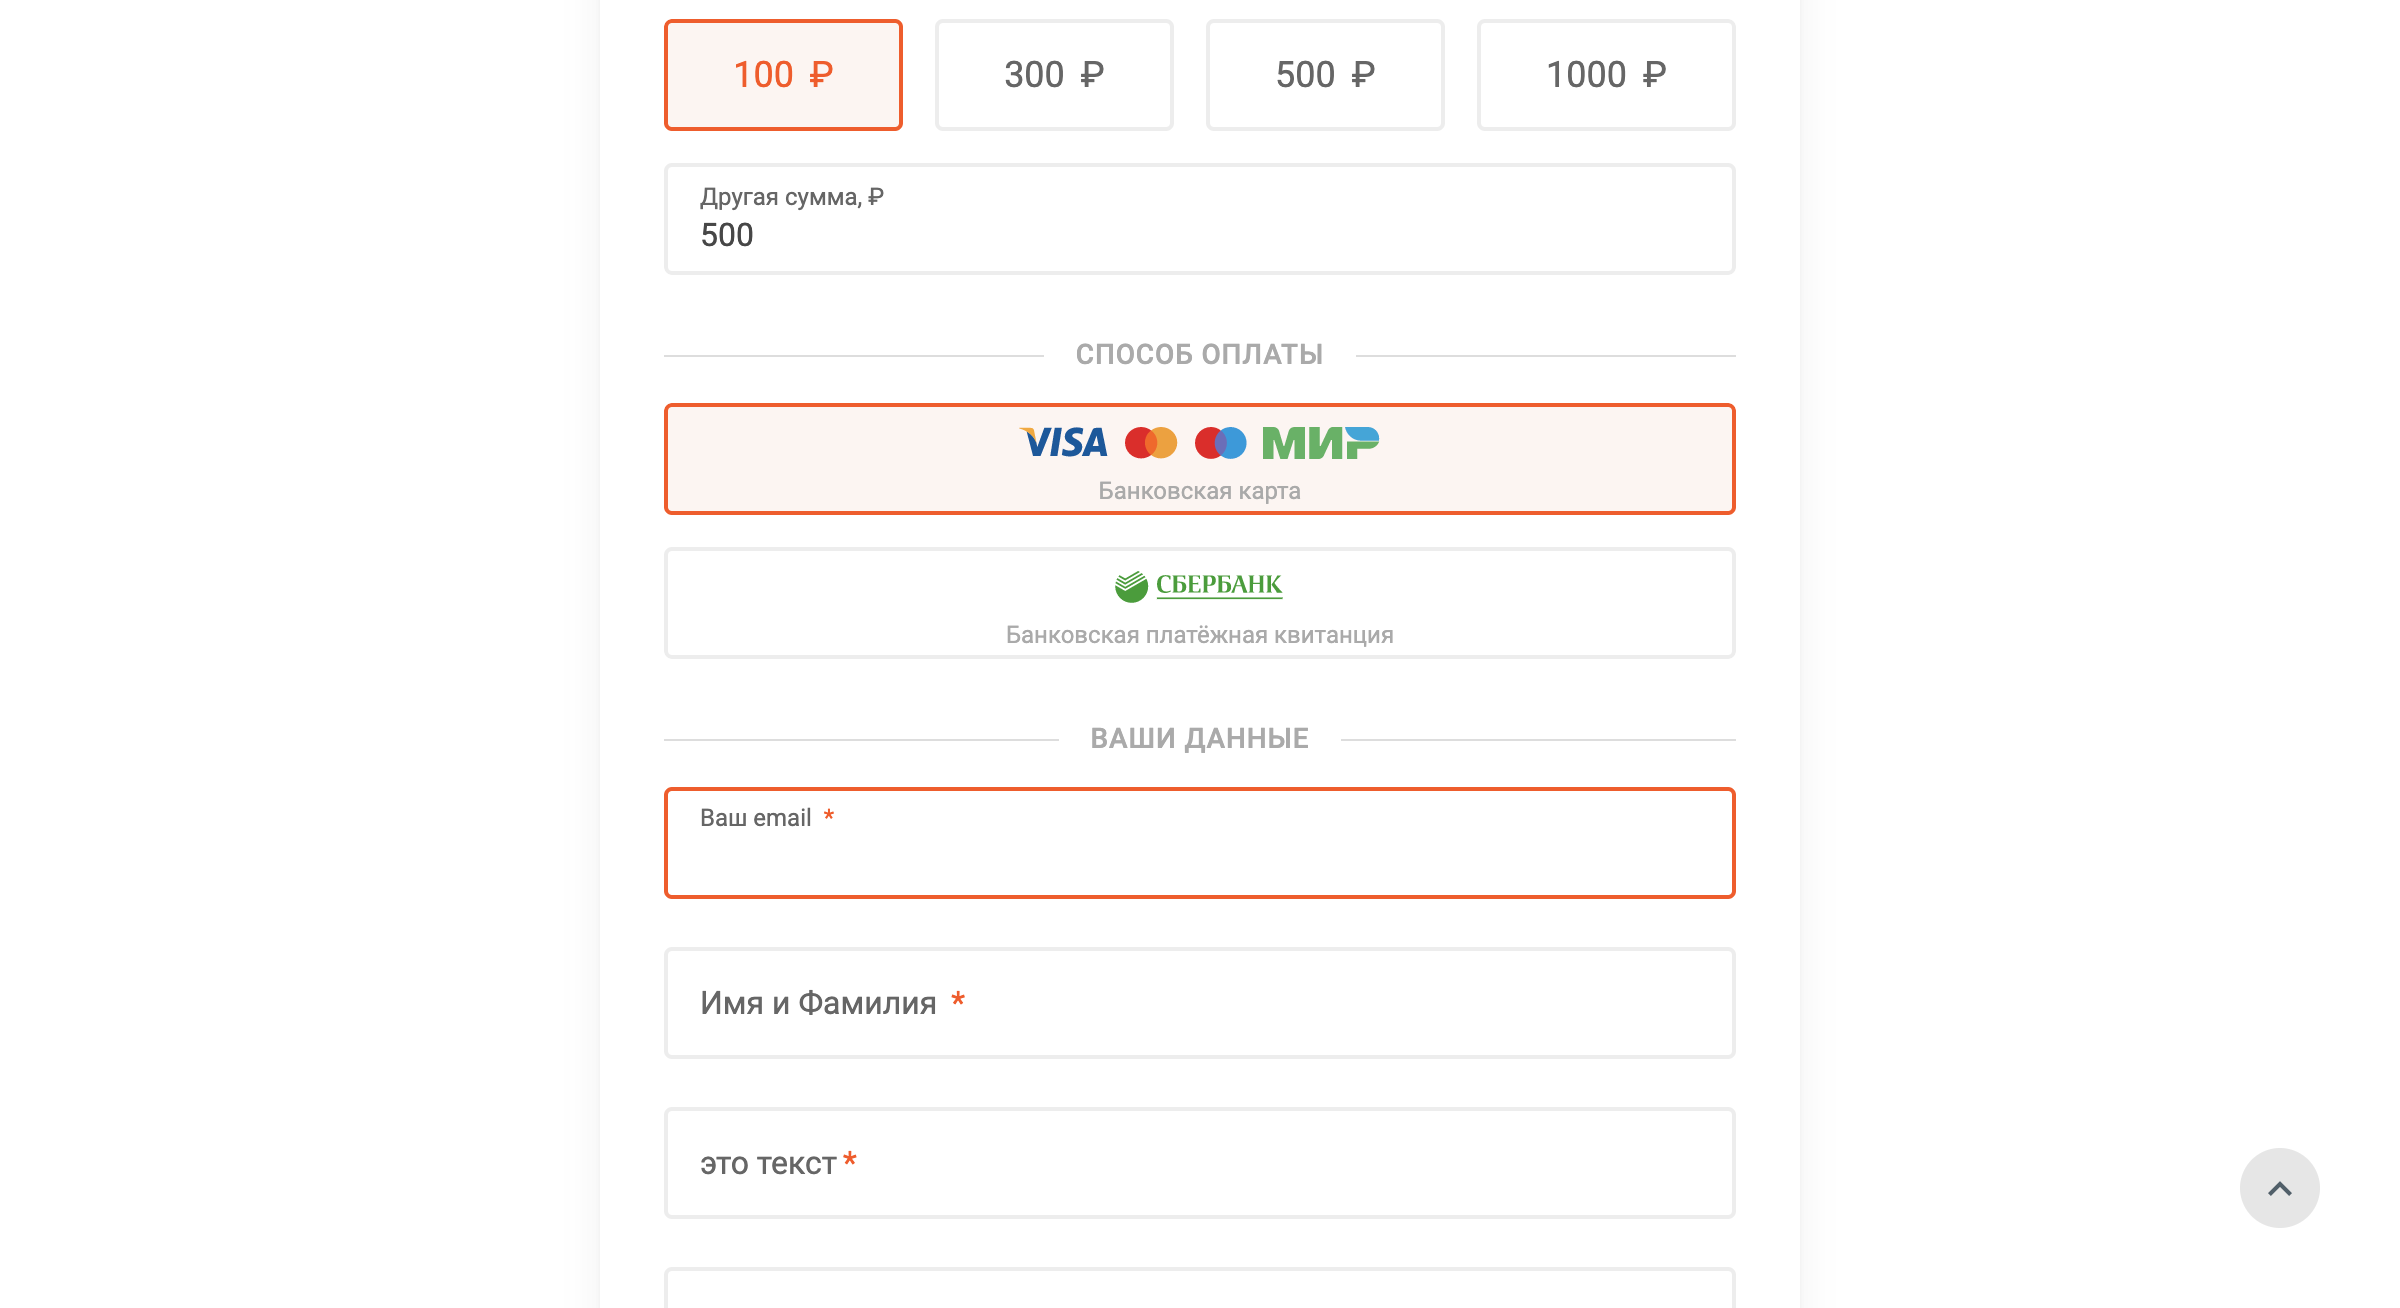 100 ₽
300 ₽
500 ₽
1000 ₽
Другая сумма, ₽
500
СПОСОБ ОПЛАТЫ
VISA
МИР
Банковская карта
СБЕРБАНК
Банковская платёжная квитанция
ВАШИ ДАННЫЕ
Ваш email *
Имя и Фамилия *
это текст *